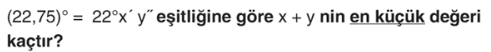 (22,75)° = 22°x´ y˝ eşitliğine göre x + y nin en küçük değeri
kaçtır?